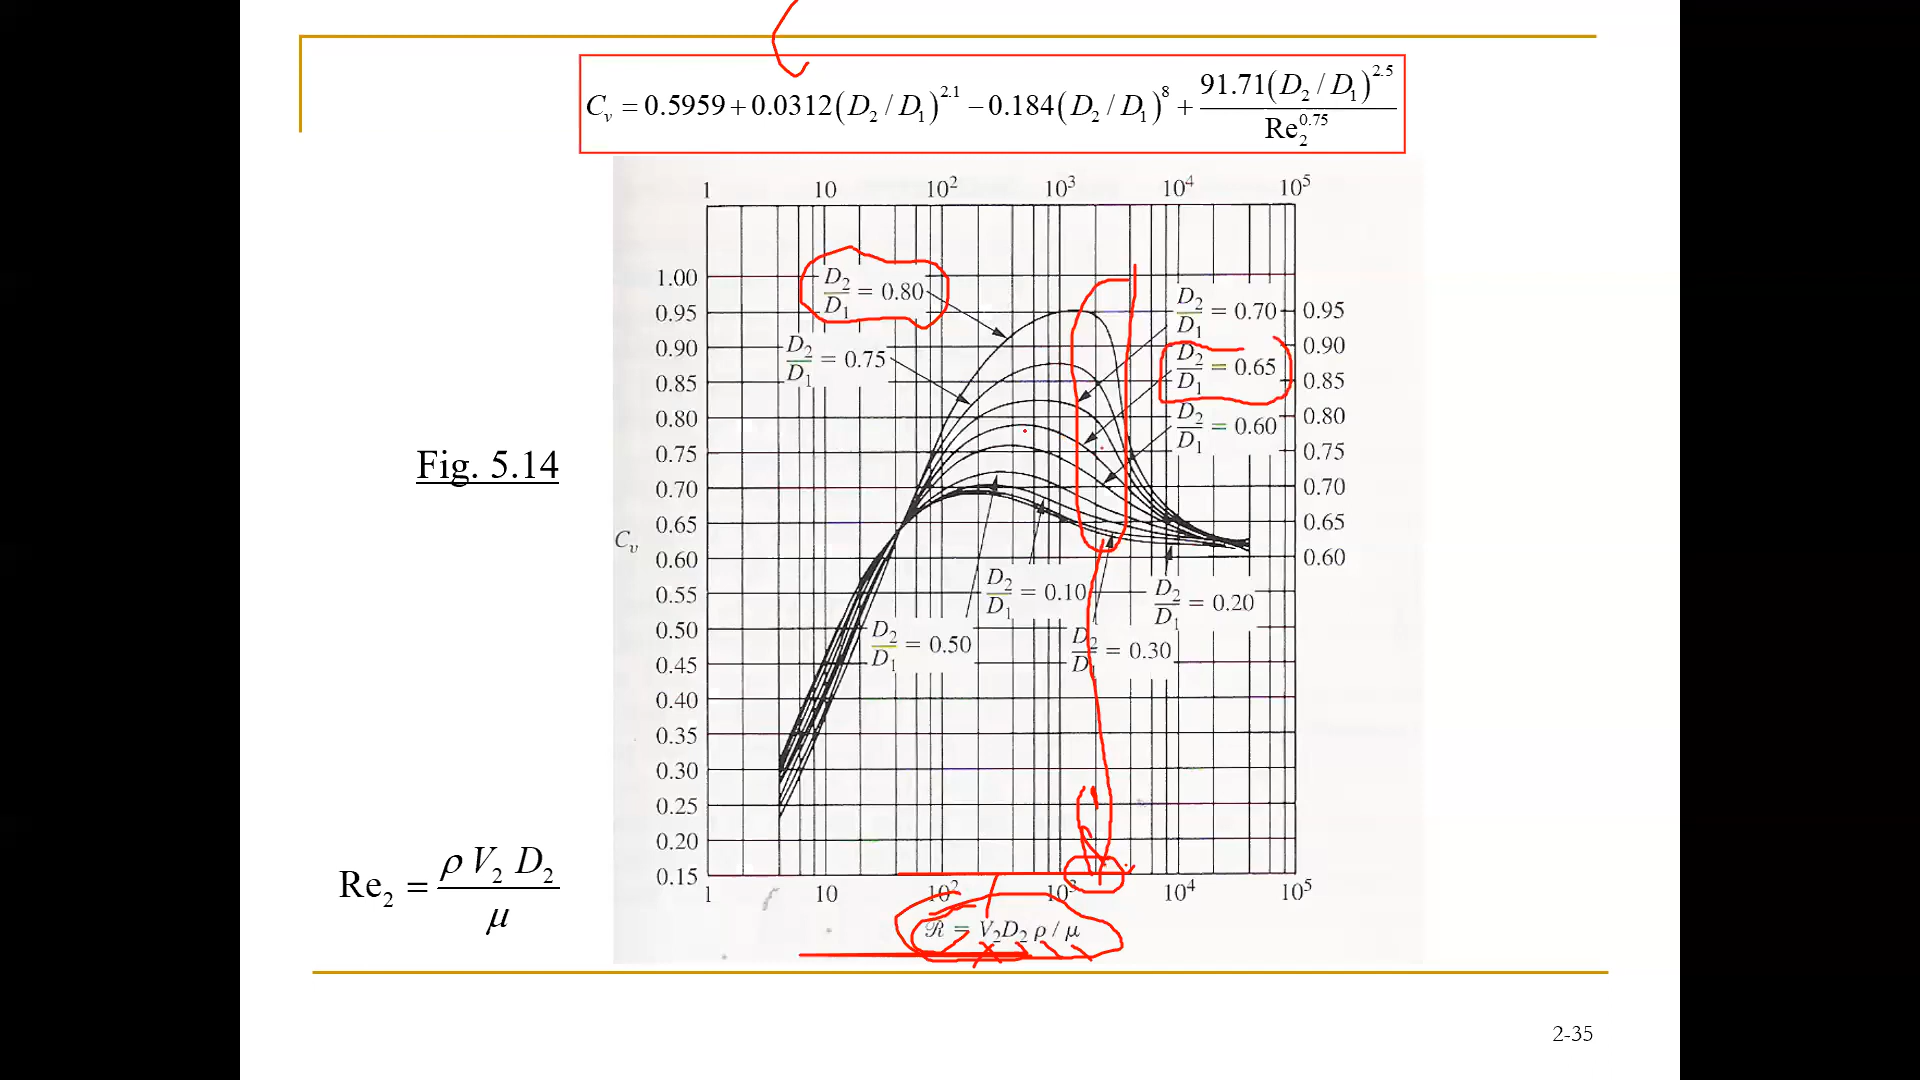 C_v = 0.5959 + 0.0312 (D_2 / D_1)^2.1 − 0.184 (D_2 / D_1)^8 + 91.71 (D_2 / D_1)^2.5 / Re_2^0.75
1 10 10^2 10^3 10^4 10^5
1.00
0.95
0.90
0.85
0.80
0.75
0.70
0.65
0.60
0.55
0.50
0.45
0.40
0.35
0.30
0.25
0.20
0.15
C_v
D_2/D_1 = 0.80
D_2/D_1 = 0.75
D_2/D_1 = 0.70
D_2/D_1 = 0.65
D_2/D_1 = 0.60
D_2/D_1 = 0.10
D_2/D_1 = 0.20
D_2/D_1 = 0.50
D_2/D_1 = 0.30
0.95
0.90
0.85
0.80
0.75
0.70
0.65
0.60
1 10 10^2 10^3 10^4 10^5
ℛ = V_2D_2 ρ / μ
Fig. 5.14
Re_2 = ρ V_2 D_2 / μ
2-35